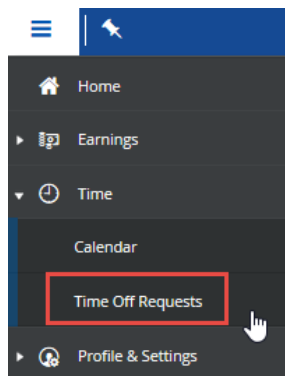 Home
Earnings
Time
Calendar
Time Off Requests
Profile & Settings